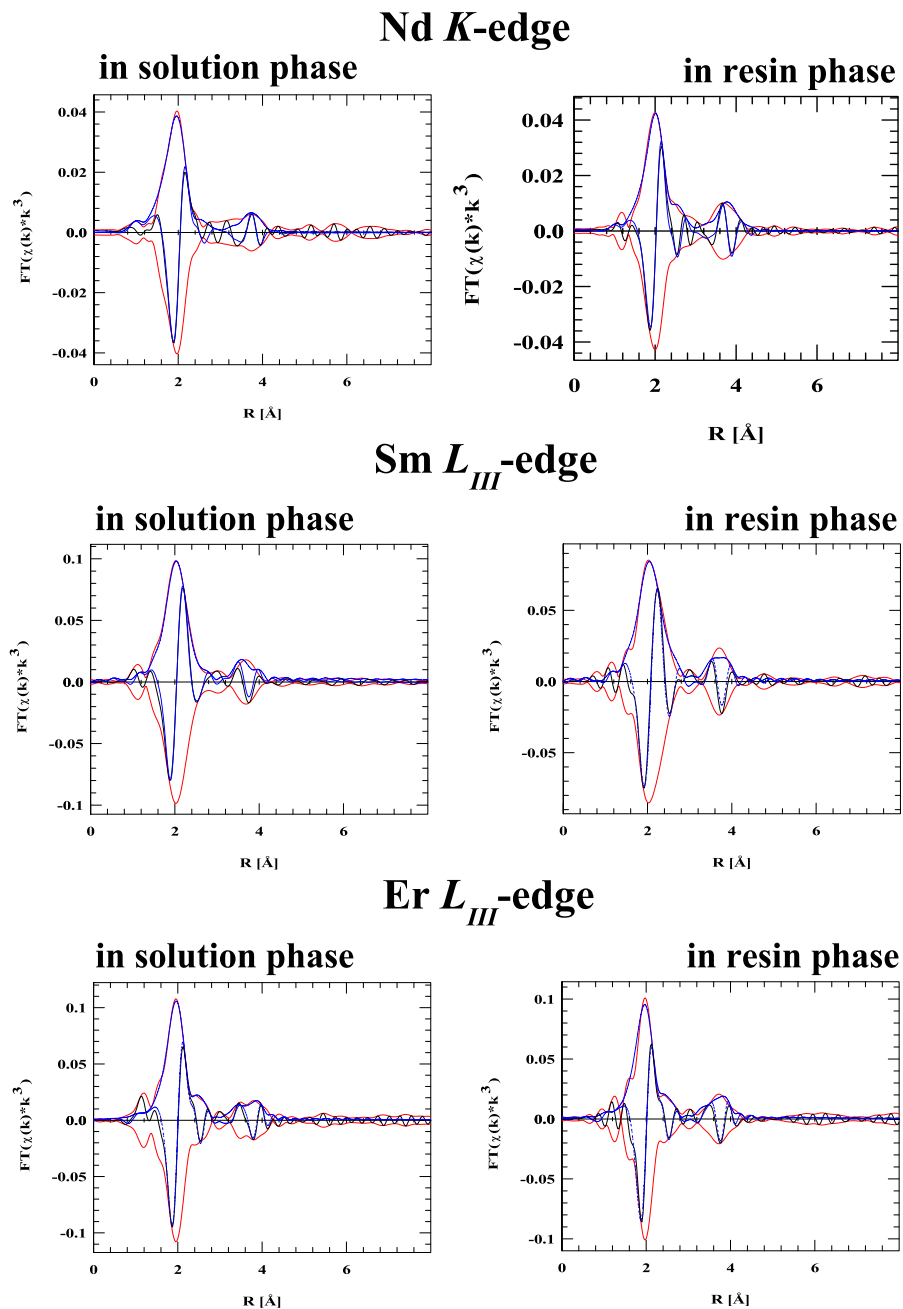 Nd K-edge
in solution phase
in resin phase
0.04
0.02
0.0
-0.02
-0.04
FT(χ(k)*k³)
0 2 4 6
R [Å]
0.04
0.02
0.0
-0.02
-0.04
FT(χ(k)*k³)
0 2 4 6
R [Å]
Sm L_III-edge
in solution phase
in resin phase
0.1
0.05
0.0
-0.05
-0.1
FT(χ(k)*k³)
0 2 4 6
R [Å]
0.05
0.0
-0.05
FT(χ(k)*k³)
0 2 4 6
R [Å]
Er L_III-edge
in solution phase
in resin phase
0.1
0.05
0.0
-0.05
-0.1
FT(χ(k)*k³)
0 2 4 6
R [Å]
0.1
0.05
0.0
-0.05
-0.1
FT(χ(k)*k³)
0 2 4 6
R [Å]